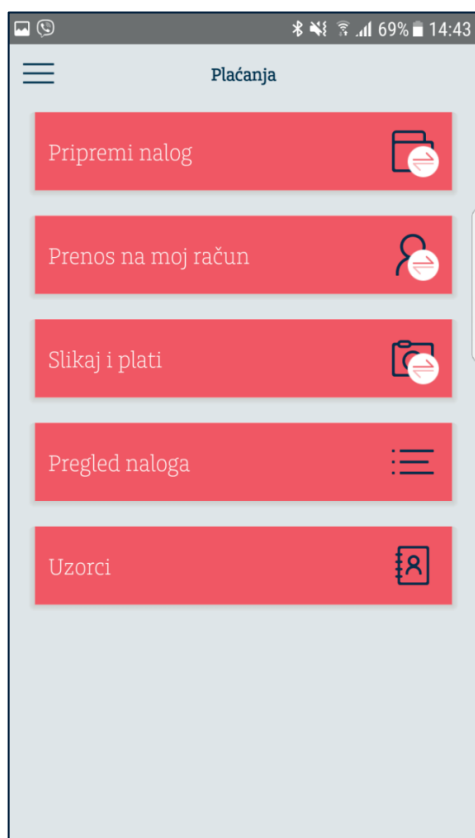 69% 14:43
Plaćanja
Pripremi nalog
Prenos na moj račun
Slikaj i plati
Pregled naloga
Uzorci